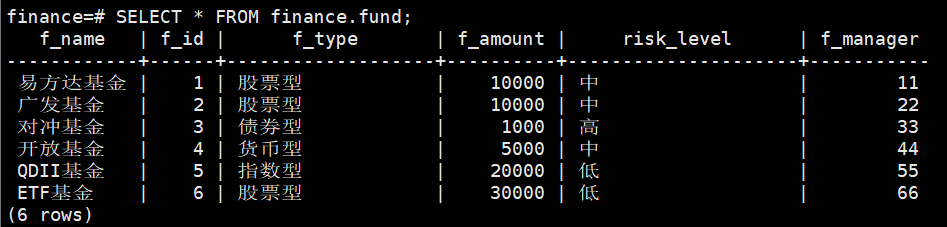 finance=# SELECT * FROM finance.fund;
   f_name   | f_id |       f_type       | f_amount |     risk_level     | f_manager
------------+------+--------------------+----------+--------------------+-----------
 易方达基金 |    1 | 股票型             |    10000 | 中                 |        11
 广发基金   |    2 | 股票型             |    10000 | 中                 |        22
 对冲基金   |    3 | 债券型             |     1000 | 高                 |        33
 开放基金   |    4 | 货币型             |     5000 | 中                 |        44
 QDII基金   |    5 | 指数型             |    20000 | 低                 |        55
 ETF基金    |    6 | 股票型             |    30000 | 低                 |        66
(6 rows)